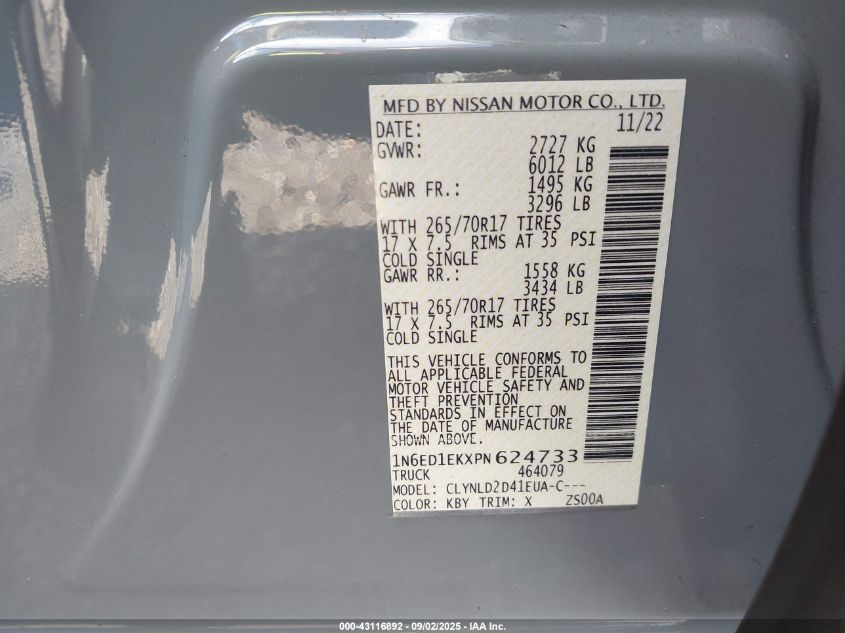 MFD BY NISSAN MOTOR CO., LTD.
DATE: 11/22
GVWR: 2727 KG
6012 LB
GAWR FR.: 1495 KG
3296 LB
WITH 265/70R17 TIRES
17 X 7.5 RIMS AT 35 PSI
COLD SINGLE
GAWR RR.: 1558 KG
3434 LB
WITH 265/70R17 TIRES
17 X 7.5 RIMS AT 35 PSI
COLD SINGLE
THIS VEHICLE CONFORMS TO
ALL APPLICABLE FEDERAL
MOTOR VEHICLE SAFETY AND
THEFT PREVENTION
STANDARDS IN EFFECT ON
THE DATE OF MANUFACTURE
SHOWN ABOVE.
1N6ED1EKXPN 624733
TRUCK 464079
MODEL: CLYNLD2D41EUA-C---
COLOR: KBY TRIM: X ZS00A
000-43116892 - 09/02/2025 - IAA Inc.